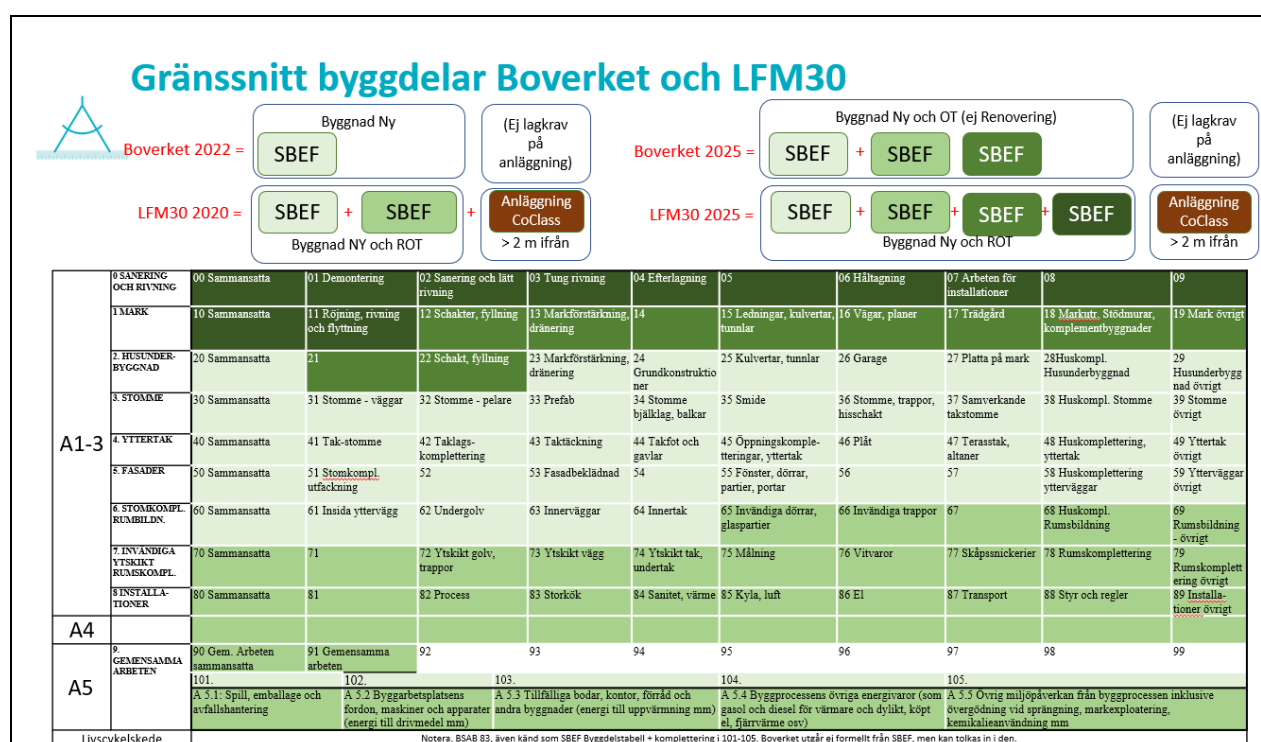 Gränssnitt byggdelar Boverket och LFM30
Boverket 2022 =
Byggnad Ny
SBEF
(Ej lagkrav
på
anläggning)
LFM30 2020 =
SBEF
+
SBEF
+
Anläggning
CoClass
Byggnad NY och ROT
> 2 m ifrån
Boverket 2025 =
Byggnad Ny och OT (ej Renovering)
SBEF
+
SBEF
SBEF
(Ej lagkrav
på
anläggning)
LFM30 2025 =
SBEF
+
SBEF
+
SBEF
+
SBEF
Anläggning
CoClass
Byggnad Ny och ROT
> 2 m ifrån
A1-3
0 SANERING
OCH RIVNING
00 Sammansatta
01 Demontering
02 Sanering och lätt
rivning
03 Tung rivning
04 Efterlagning
05
06 Håltagning
07 Arbeten för
installationer
08
09
1 MARK
10 Sammansatta
11 Röjning, rivning
och flyttning
12 Schakter, fyllning
13 Markförstärkning,
dränering
14
15 Ledningar, kulvertar,
tunnlar
16 Vägar, planer
17 Trädgård
18 Markutr. Stödmurar,
komplementbyggnader
19 Mark övrigt
2. HUSUNDER-
BYGGNAD
20 Sammansatta
21
22 Schakt, fyllning
23 Markförstärkning,
dränering
24
Grundkonstruktio
ner
25 Kulvertar, tunnlar
26 Garage
27 Platta på mark
28Huskompl.
Husunderbyggnad
29
Husunderbygg
nad övrigt
3. STOMME
30 Sammansatta
31 Stomme - väggar
32 Stomme - pelare
33 Prefab
34 Stomme
bjälklag, balkar
35 Smide
36 Stomme, trappor,
hisschakt
37 Samverkande
takstomme
38 Huskompl. Stomme
39 Stomme
övrigt
4. YTTERTAK
40 Sammansatta
41 Tak-stomme
42 Taklags-
komplettering
43 Taktäckning
44 Takfot och
gavlar
45 Öppningskomple-
tteringar, yttertak
46 Plåt
47 Terasstak,
altaner
48 Huskomplettering,
yttertak
49 Yttertak
övrigt
5. FASADER
50 Sammansatta
51 Stomkompl.
utfackning
52
53 Fasadbeklädnad
54
55 Fönster, dörrar,
partier, portar
56
57
58 Huskomplettering
ytterväggar
59 Ytterväggar
övrigt
6. STOMKOMPL.
RUMBILDN.
60 Sammansatta
61 Insida yttervägg
62 Undergolv
63 Innerväggar
64 Innertak
65 Invändiga dörrar,
glaspartier
66 Invändiga trappor
67
68 Huskompl.
Rumsbildning
69
Rumsbildning
- övrigt
7. INVÄNDIGA
YTSKIKT
RUMSKOMPL.
70 Sammansatta
71
72 Ytskikt golv,
trappor
73 Ytskikt vägg
74 Ytskikt tak,
undertak
75 Målning
76 Vitvaror
77 Skåpssnickerier
78 Rumskomplettering
79
Rumskomplett
ering övrigt
8 INSTALLA-
TIONER
80 Sammansatta
81
82 Process
83 Storkök
84 Sanitet, värme
85 Kyla, luft
86 El
87 Transport
88 Styr och regler
89 Installa-
tioner övrigt
A4
A5
9.
GEMENSAMMA
ARBETEN
90 Gem. Arbeten
sammansatta
91 Gemensamma
arbeten
92
93
94
95
96
97
98
99
101.
102.
103.
104.
105.
A 5.1: Spill, emballage och
avfallshantering
A 5.2 Byggarbetsplatsens
fordon, maskiner och apparater
(energi till drivmedel mm)
A 5.3 Tillfälliga bodar, kontor, förråd och
andra byggnader (energi till uppvärmning mm)
A 5.4 Byggprocessens övriga energivaror (som
gasol och diesel för värmare och dylikt, köpt
el, fjärrvärme osv)
A 5.5 Övrig miljöpåverkan från byggprocessen inklusive
övergödning vid sprängning, markexploatering,
kemikalieanvändning mm
Livscykelskede
Notera. BSAB 83, även känd som SBEF Byggdelstabell + komplettering i 101-105. Boverket utgår ej formellt från SBEF, men kan tolkas in i den.